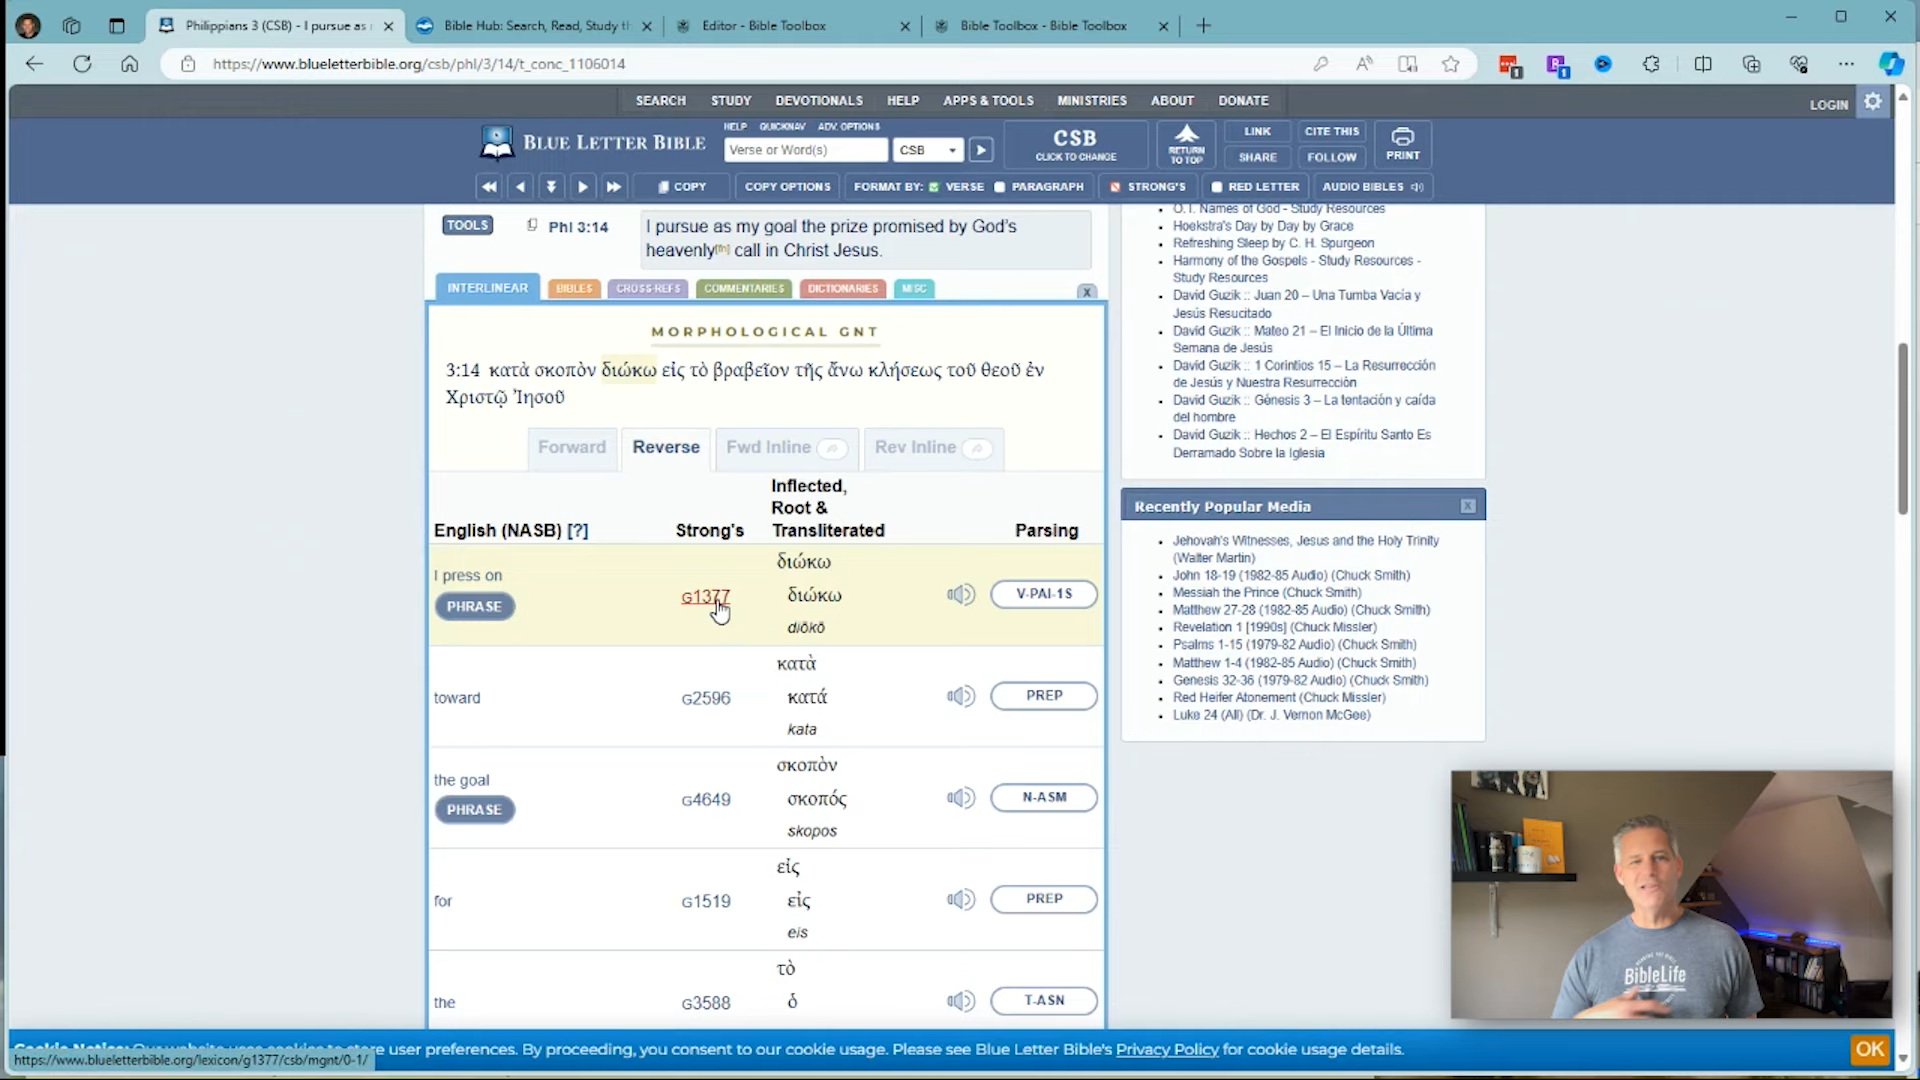 Philippians 3 (CSB) - I pursue as
Bible Hub: Search, Read, Study th
Editor - Bible Toolbox
Bible Toolbox - Bible Toolbox
https://www.blueletterbible.org/csb/phl/3/14/t_conc_1106014
SEARCH STUDY DEVOTIONALS HELP APPS & TOOLS MINISTRIES ABOUT DONATE
LOGIN
BLUE LETTER BIBLE
HELP QUICKNAV ADV. OPTIONS
Verse or Word(s)
CSB
CSB
CLICK TO CHANGE
RETURN
TO TOP
LINK CITE THIS
SHARE FOLLOW
PRINT
COPY COPY OPTIONS FORMAT BY: VERSE PARAGRAPH STRONG'S RED LETTER AUDIO BIBLES
TOOLS
Phl 3:14
I pursue as my goal the prize promised by God's
heavenly[fn] call in Christ Jesus.
INTERLINEAR BIBLES CROSS-REFS COMMENTARIES DICTIONARIES MISC
X
MORPHOLOGICAL GNT
3:14 κατὰ σκοπὸν διώκω εἰς τὸ βραβεῖον τῆς ἄνω κλήσεως τοῦ θεοῦ ἐν
Χριστῷ Ἰησοῦ
Forward Reverse Fwd Inline Rev Inline
English (NASB) [?]
Strong's
Inflected,
Root &
Transliterated
Parsing
I press on
PHRASE
G1377
διώκω
διώκω
diōkō
V-PAI-1S
toward
G2596
κατὰ
κατά
kata
PREP
the goal
PHRASE
G4649
σκοπὸν
σκοπός
skopos
N-ASM
for
G1519
εἰς
εἰς
eis
PREP
the
G3588
τὸ
ὁ
T-ASN
O.T. Names of God - Study Resources
Hoekstra's Day by Day by Grace
Refreshing Sleep by C. H. Spurgeon
Harmony of the Gospels - Study Resources -
Study Resources
David Guzik :: Juan 20 – Una Tumba Vacía y
Jesús Resucitado
David Guzik :: Mateo 21 – El Inicio de la Última
Semana de Jesús
David Guzik :: 1 Corintios 15 – La Resurrección
de Jesús y Nuestra Resurrección
David Guzik :: Génesis 3 – La tentación y caída
del hombre
David Guzik :: Hechos 2 – El Espíritu Santo Es
Derramado Sobre la Iglesia
Recently Popular Media
X
Jehovah's Witnesses, Jesus and the Holy Trinity
(Walter Martin)
John 18-19 (1982-85 Audio) (Chuck Smith)
Messiah the Prince (Chuck Missler)
Matthew 27-28 (1982-85 Audio) (Chuck Smith)
Revelation 1 [1990s] (Chuck Missler)
Psalms 1-15 (1979-82 Audio) (Chuck Smith)
Matthew 1-4 (1982-85 Audio) (Chuck Smith)
Genesis 32-36 (1979-82 Audio) (Chuck Smith)
Red Heifer Atonement (Chuck Missler)
Luke 24 (All) (Dr. J. Vernon McGee)
BibleLife
Cookie Notice: Our website uses cookies to store user preferences. By proceeding, you consent to our cookie usage. Please see Blue Letter Bible's Privacy Policy for cookie usage details.
OK
https://www.blueletterbible.org/lexicon/g1377/csb/mgnt/0-1/